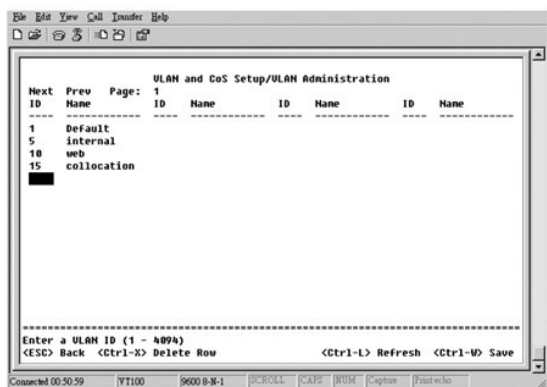 File Edit View Call Transfer Help
VLAN and CoS Setup/VLAN Administration
Next Prev Page: 1
ID Name ID Name ID Name ID Name
1 Default
5 internal
10 web
15 collocation
Enter a VLAN ID (1 - 4094)
<ESC> Back <Ctrl-X> Delete Row <Ctrl-L> Refresh <Ctrl-W> Save
Connected 00:50:59 VT100 9600 8-N-1 SCROLL CAPS NUM Capture Print echo